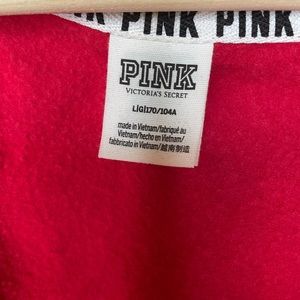 PINK PINK PINK
PINK
VICTORIA'S SECRET
L|G|170/104A
made in Vietnam/fabriqué au
Vietnam/hecho en Vietnam/
fabbricato in Vietnam/越南制造